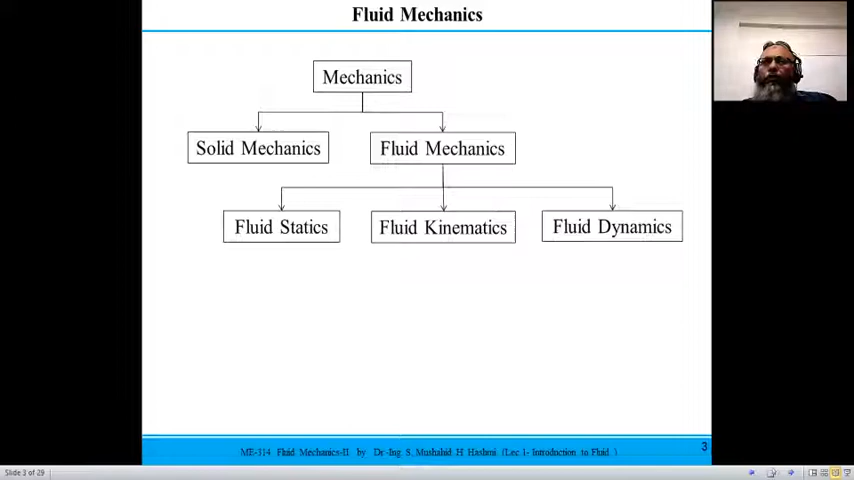 Fluid Mechanics
Mechanics
Solid Mechanics
Fluid Mechanics
Fluid Statics
Fluid Kinematics
Fluid Dynamics
ME-314 Fluid Mechanics-II by Dr-Ing. S. Mushahid H Hashmi (Lec 1- Introduction to Fluid )
3
Slide 3 of 29